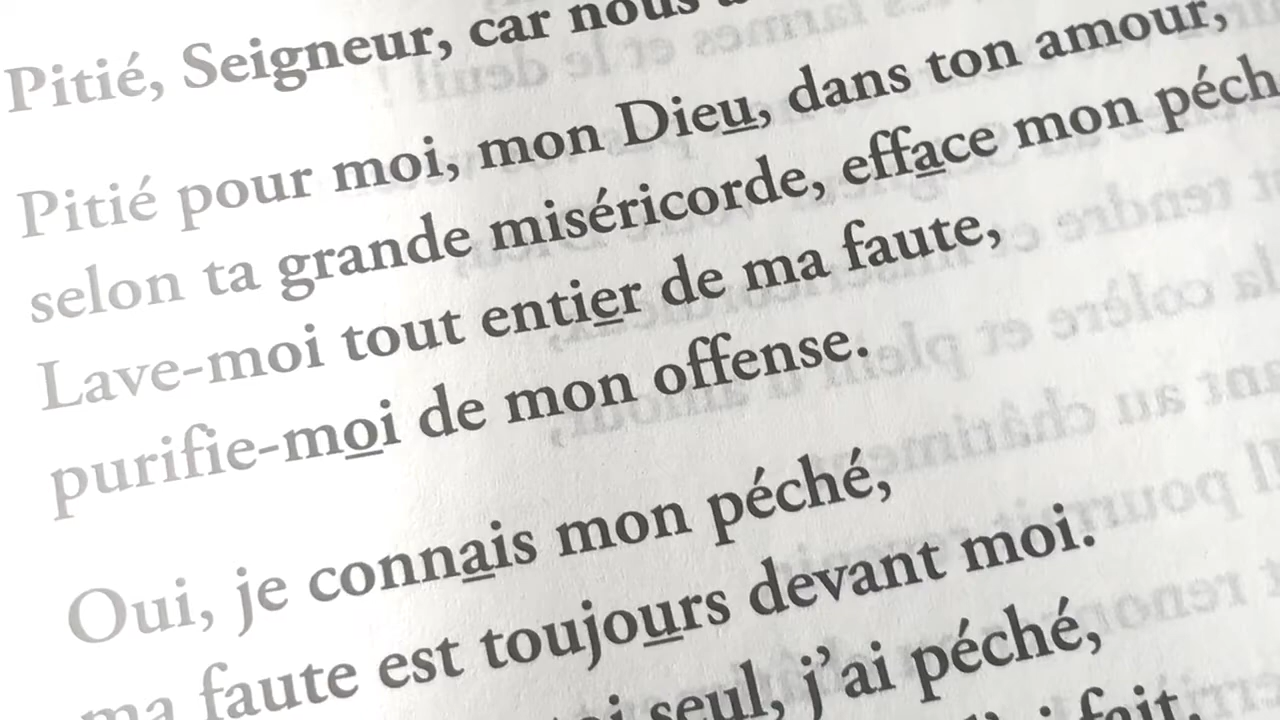 Pitié, Seigneur, car nous
Pitié pour moi, mon Dieu, dans ton amour,
selon ta grande miséricorde, efface mon péch
Lave-moi tout entier de ma faute,
purifie-moi de mon offense.
Oui, je connais mon péché,
ma faute est toujours devant moi.
seul, j’ai péché,
fait,